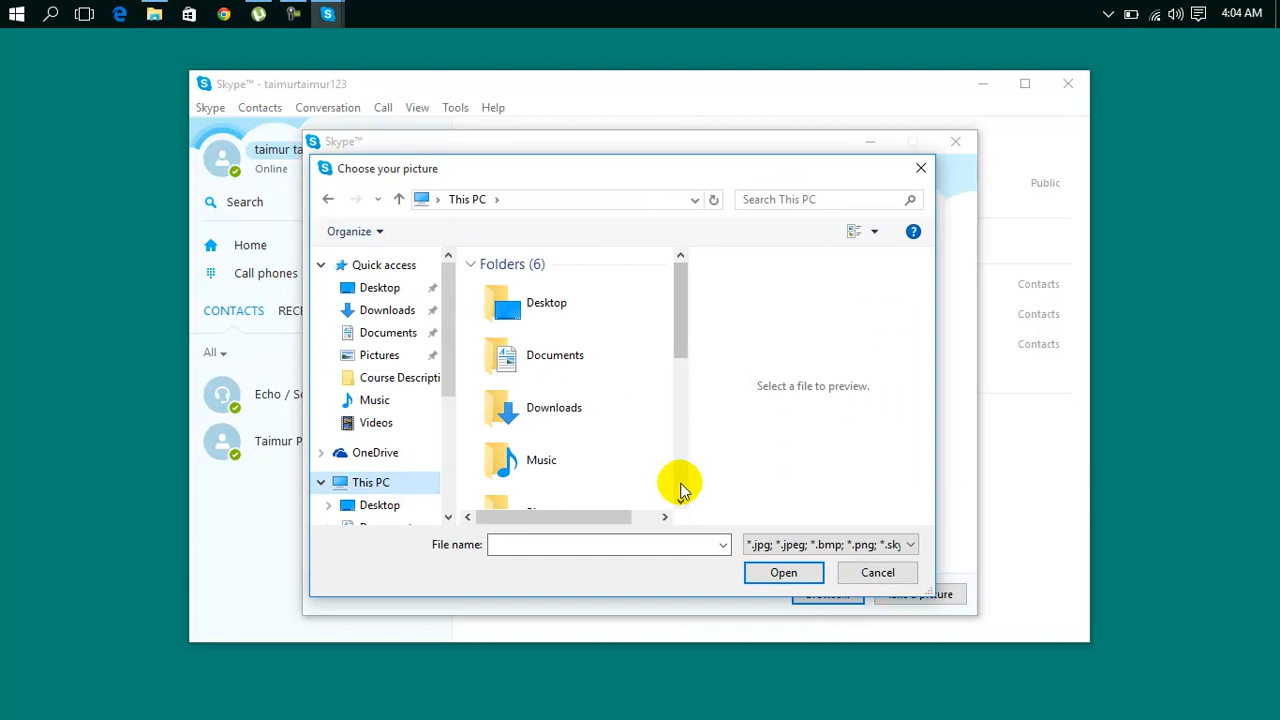 4:04 AM
Skype™ - taimurtaimur123
Skype Contacts Conversation Call View Tools Help
Skype™
taimur ta
Online
Choose your picture
This PC
Search This PC
Public
Search
Organize
Home
Call phones
Quick access
Desktop
Downloads
Documents
Pictures
Course Descripti
Music
Videos
OneDrive
This PC
Desktop
Folders (6)
Desktop
Documents
Downloads
Music
Select a file to preview.
CONTACTS RECE
All
Echo / So
Taimur P
Contacts
Contacts
Contacts
File name:
*.jpg; *.jpeg; *.bmp; *.png; *.sky
Open Cancel